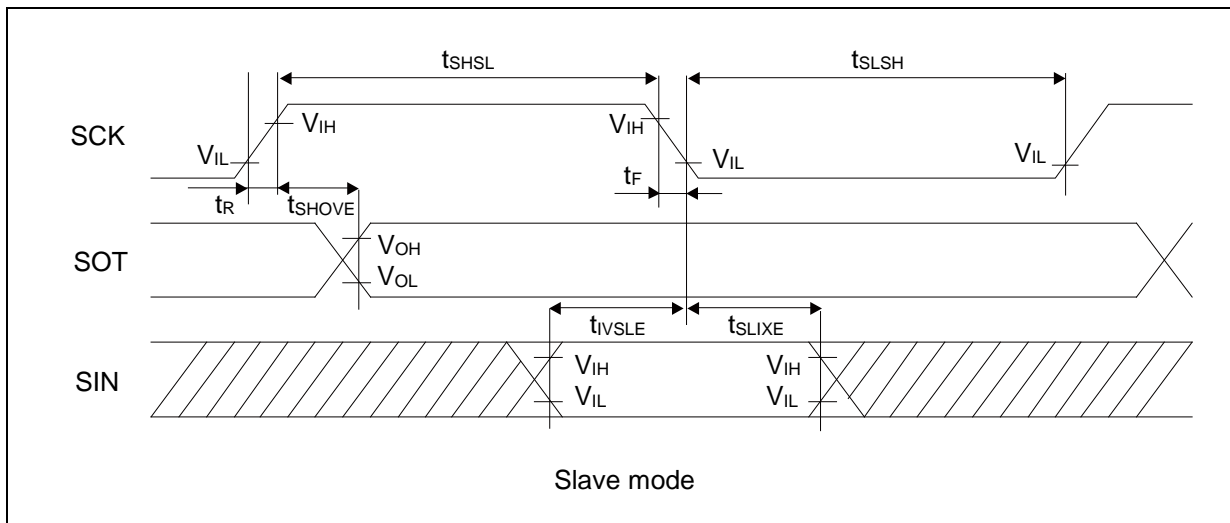 tSHSL
tSLSH
SCK
VIH
VIH
VIL
VIL
VIL
tF
tR
tSHOVE
SOT
VOH
VOL
tIVSLE
tSLIXE
SIN
VIH
VIH
VIL
VIL
Slave mode